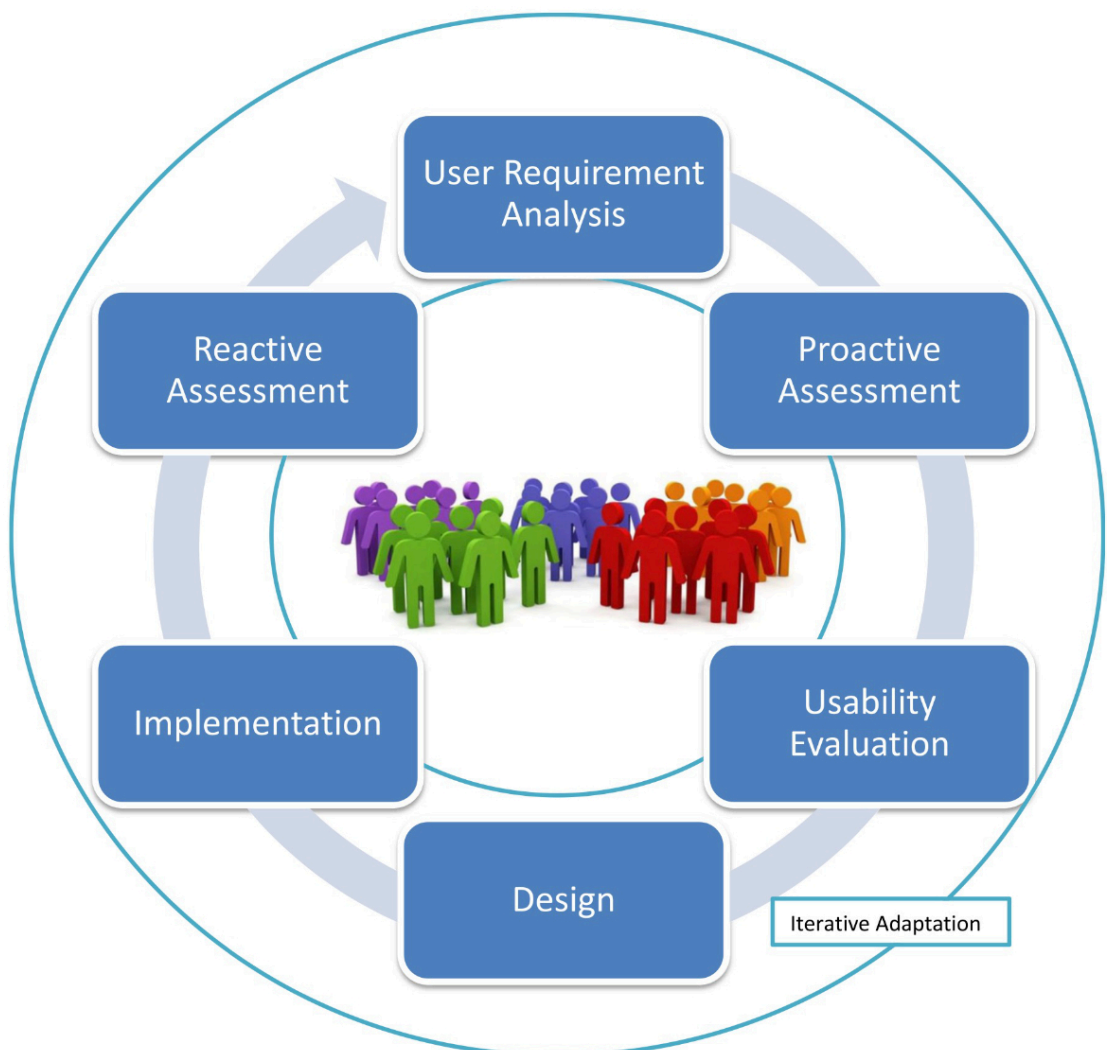 User Requirement
Analysis
Proactive
Assessment
Usability
Evaluation
Design
Implementation
Reactive
Assessment
Iterative Adaptation